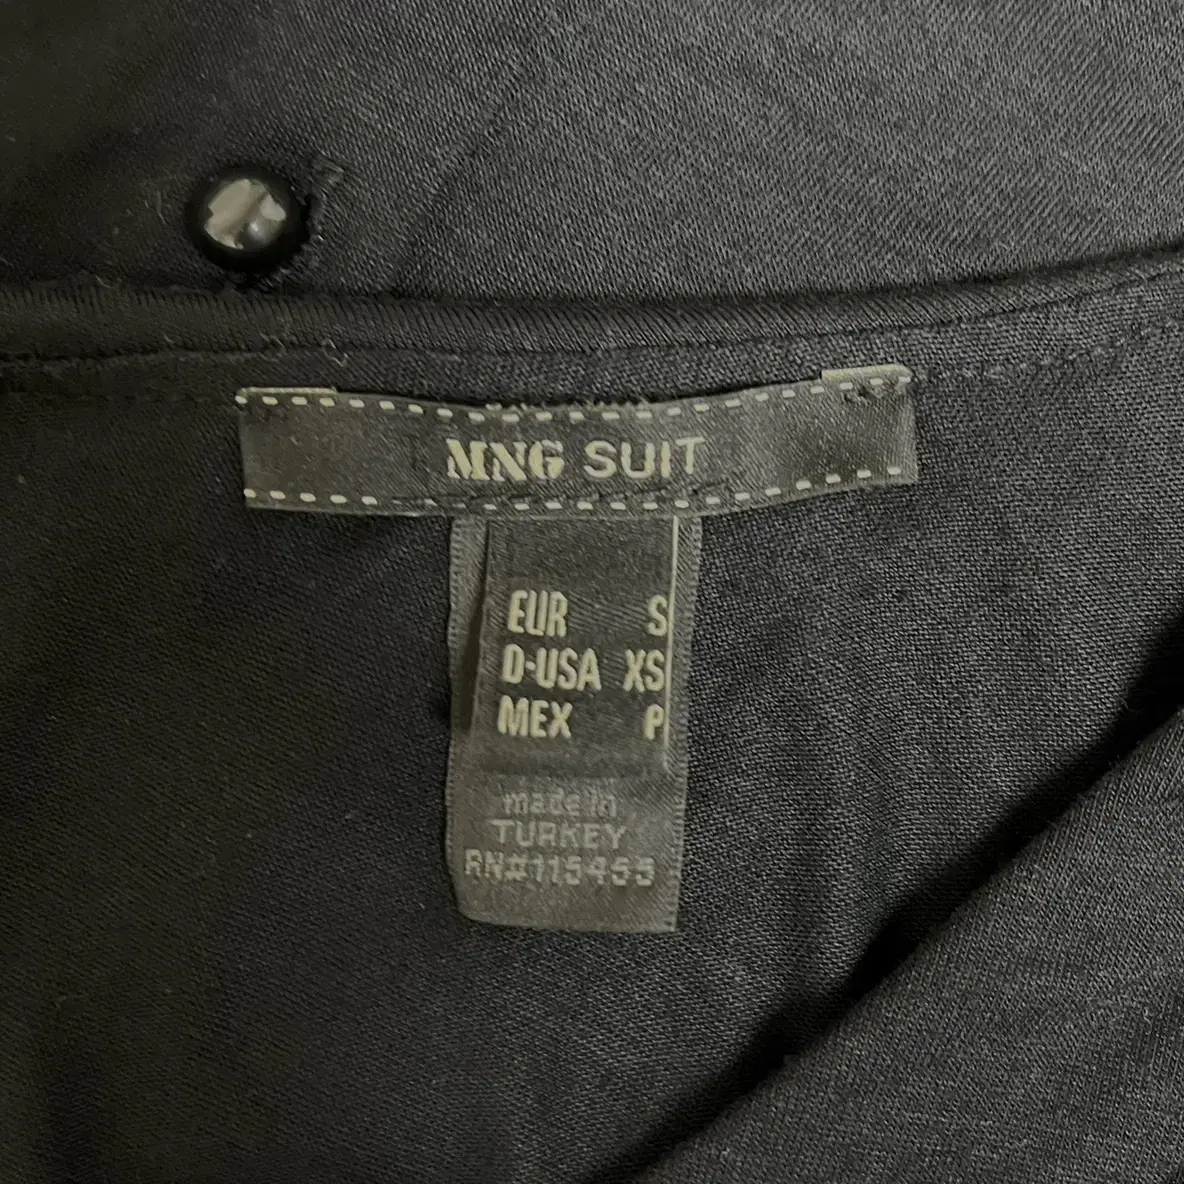 MNG SUIT
EUR S
D-USA XS
MEX P
made in
TURKEY
RN#115455